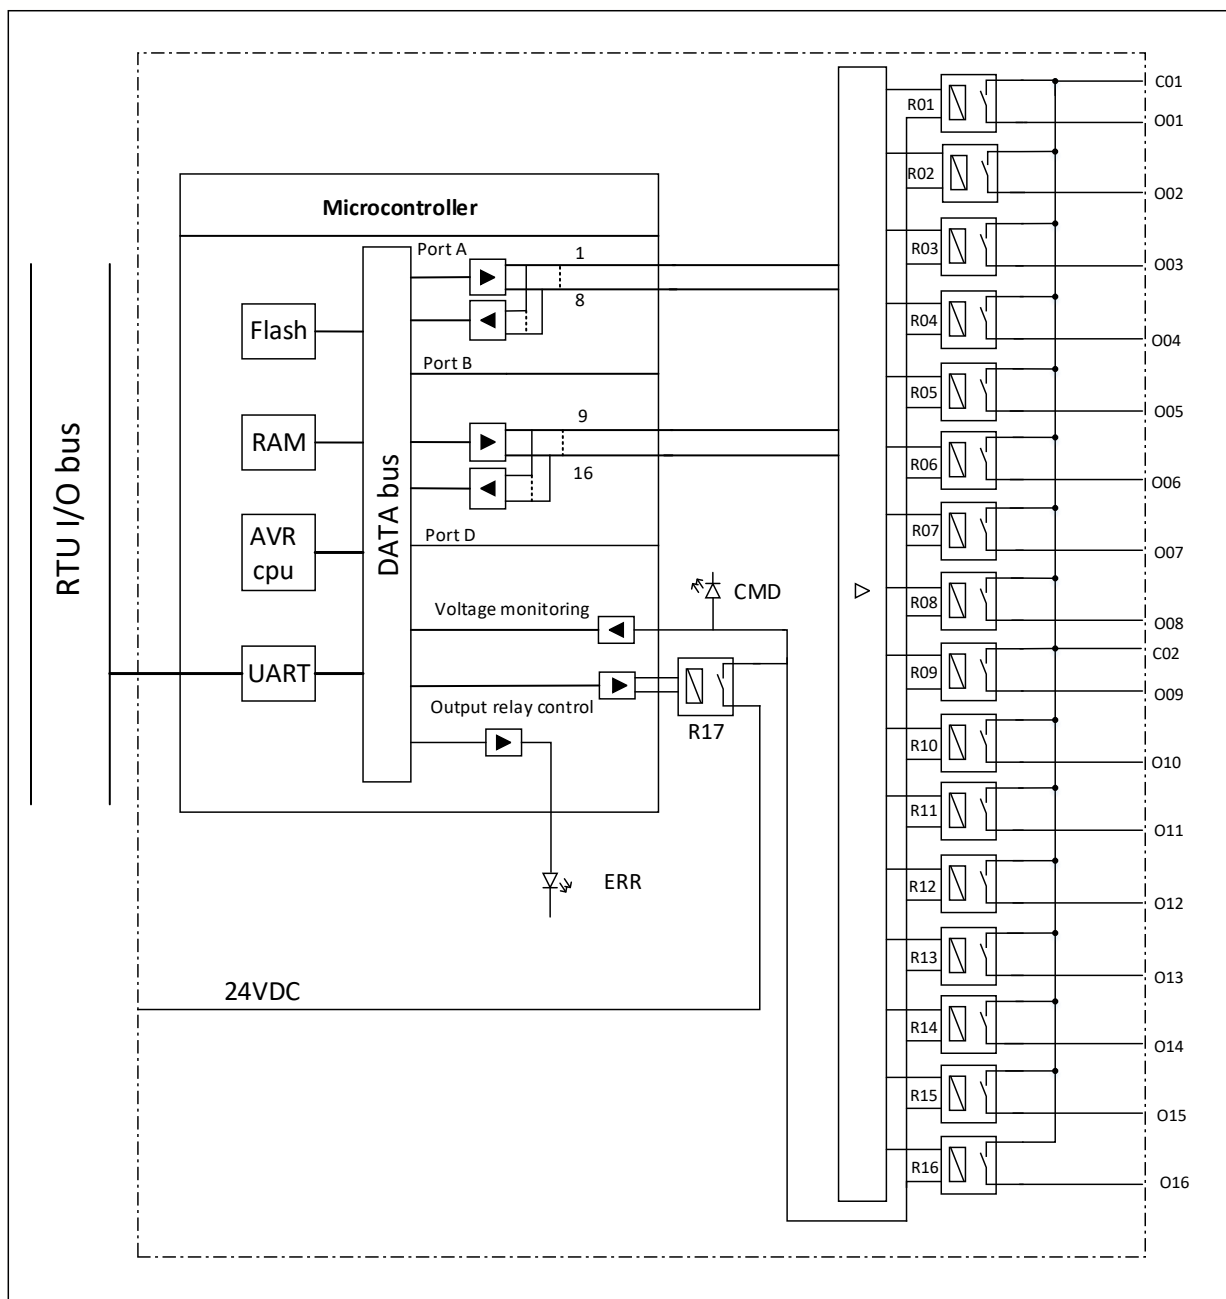 Microcontroller
Port A
1
8
Flash
Port B
RAM
9
16
AVR
cpu
Port D
DATA bus
RTU I/O bus
Voltage monitoring
CMD
UART
Output relay control
R17
ERR
24VDC
R01
R02
R03
R04
R05
R06
R07
R08
R09
R10
R11
R12
R13
R14
R15
R16
C01
O01
O02
O03
O04
O05
O06
O07
O08
C02
O09
O10
O11
O12
O13
O14
O15
O16